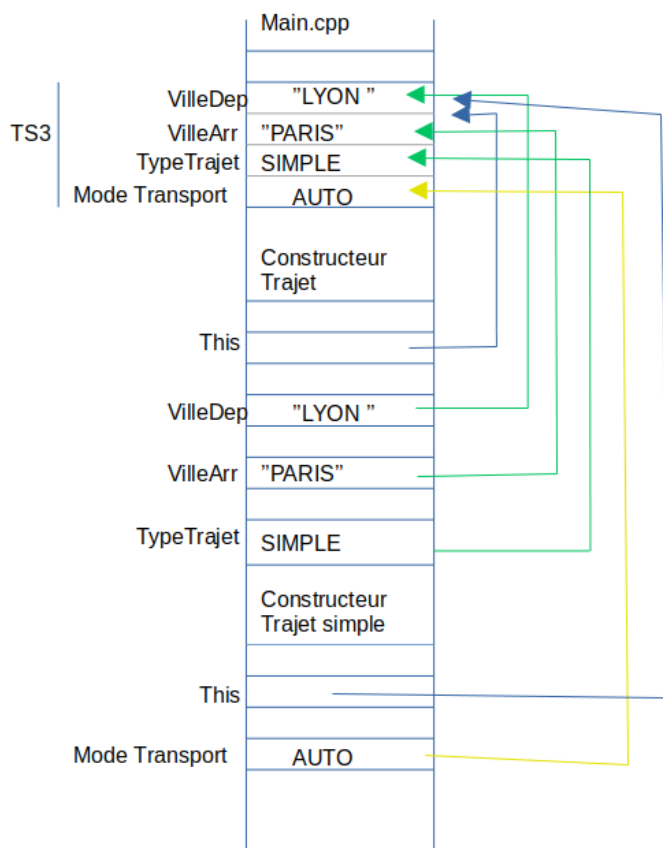 Main.cpp
VilleDep "LYON "
TS3
VilleArr "PARIS"
TypeTrajet SIMPLE
Mode Transport AUTO
Constructeur
Trajet
This
VilleDep "LYON "
VilleArr "PARIS"
TypeTrajet SIMPLE
Constructeur
Trajet simple
This
Mode Transport AUTO